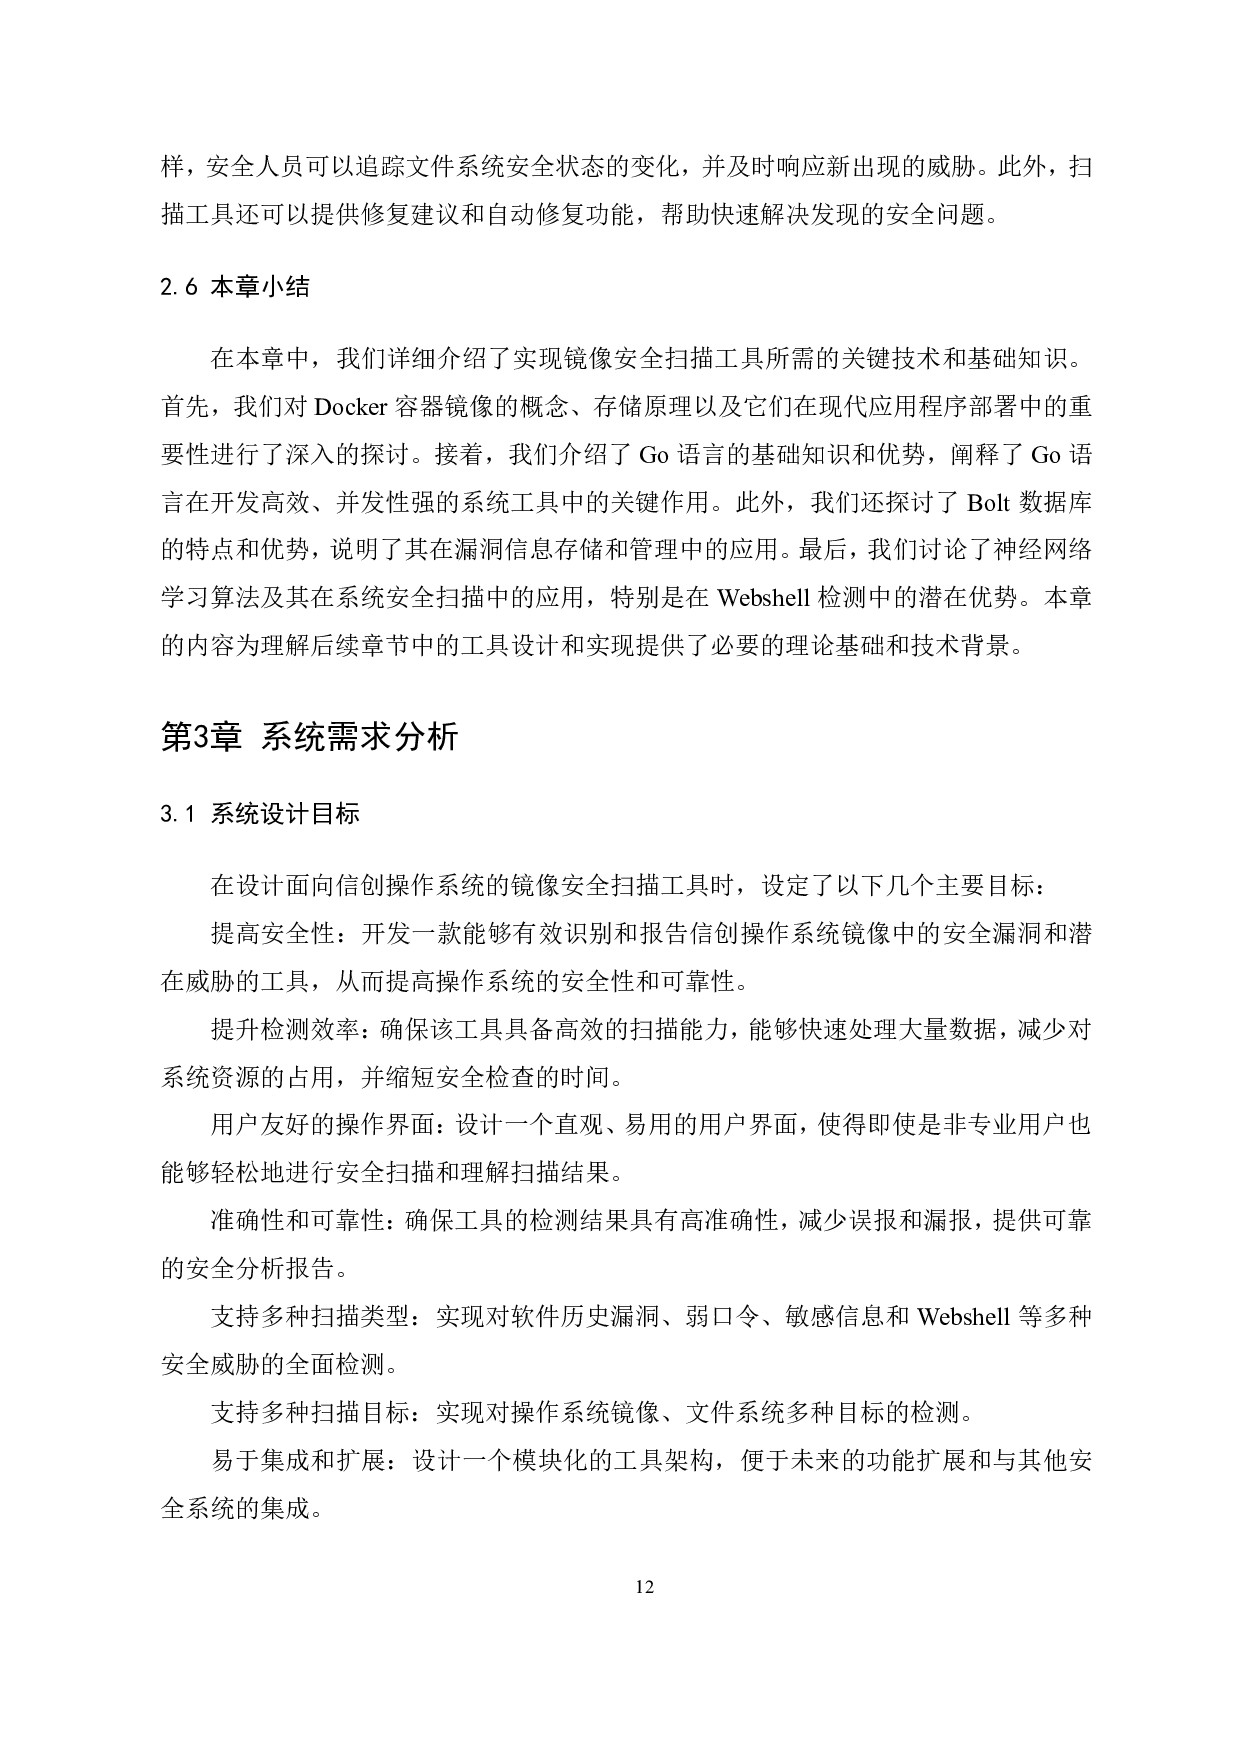 样，安全人员可以追踪文件系统安全状态的变化，并及时响应新出现的威胁。此外，扫
描工具还可以提供修复建议和自动修复功能，帮助快速解决发现的安全问题。
2.6 本章小结
在本章中，我们详细介绍了实现镜像安全扫描工具所需的关键技术和基础知识。
首先，我们对 Docker 容器镜像的概念、存储原理以及它们在现代应用程序部署中的重
要性进行了深入的探讨。接着，我们介绍了 Go 语言的基础知识和优势，阐释了 Go 语
言在开发高效、并发性强的系统工具中的关键作用。此外，我们还探讨了 Bolt 数据库
的特点和优势，说明了其在漏洞信息存储和管理中的应用。最后，我们讨论了神经网络
学习算法及其在系统安全扫描中的应用，特别是在 Webshell 检测中的潜在优势。本章
的内容为理解后续章节中的工具设计和实现提供了必要的理论基础和技术背景。
第3章 系统需求分析
3.1 系统设计目标
在设计面向信创操作系统的镜像安全扫描工具时，设定了以下几个主要目标：
提高安全性：开发一款能够有效识别和报告信创操作系统镜像中的安全漏洞和潜
在威胁的工具，从而提高操作系统的安全性和可靠性。
提升检测效率：确保该工具具备高效的扫描能力，能够快速处理大量数据，减少对
系统资源的占用，并缩短安全检查的时间。
用户友好的操作界面：设计一个直观、易用的用户界面，使得即使是非专业用户也
能够轻松地进行安全扫描和理解扫描结果。
准确性和可靠性：确保工具的检测结果具有高准确性，减少误报和漏报，提供可靠
的安全分析报告。
支持多种扫描类型：实现对软件历史漏洞、弱口令、敏感信息和 Webshell 等多种
安全威胁的全面检测。
支持多种扫描目标：实现对操作系统镜像、文件系统多种目标的检测。
易于集成和扩展：设计一个模块化的工具架构，便于未来的功能扩展和与其他安
全系统的集成。
12